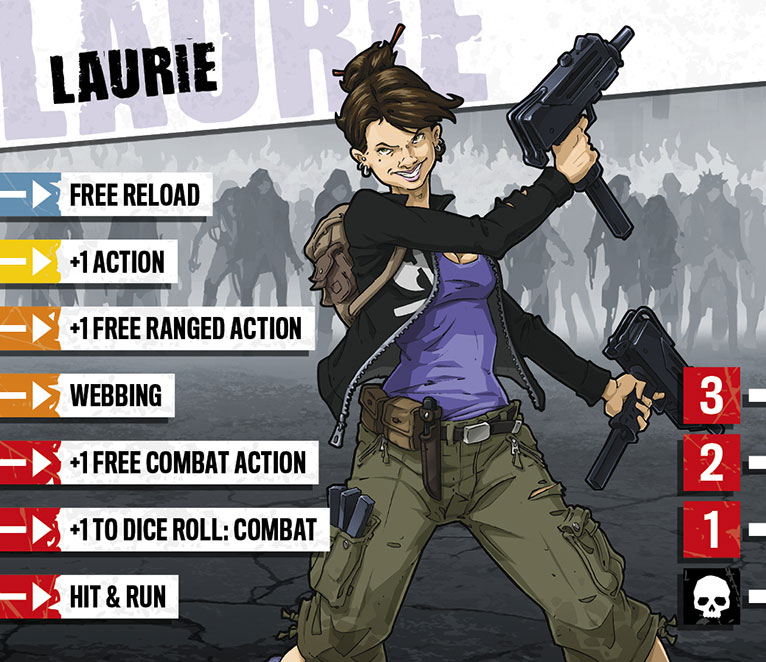 LAURIE
LAURIE
FREE RELOAD
+1 ACTION
+1 FREE RANGED ACTION
WEBBING
+1 FREE COMBAT ACTION
+1 TO DICE ROLL: COMBAT
HIT & RUN
3
2
1